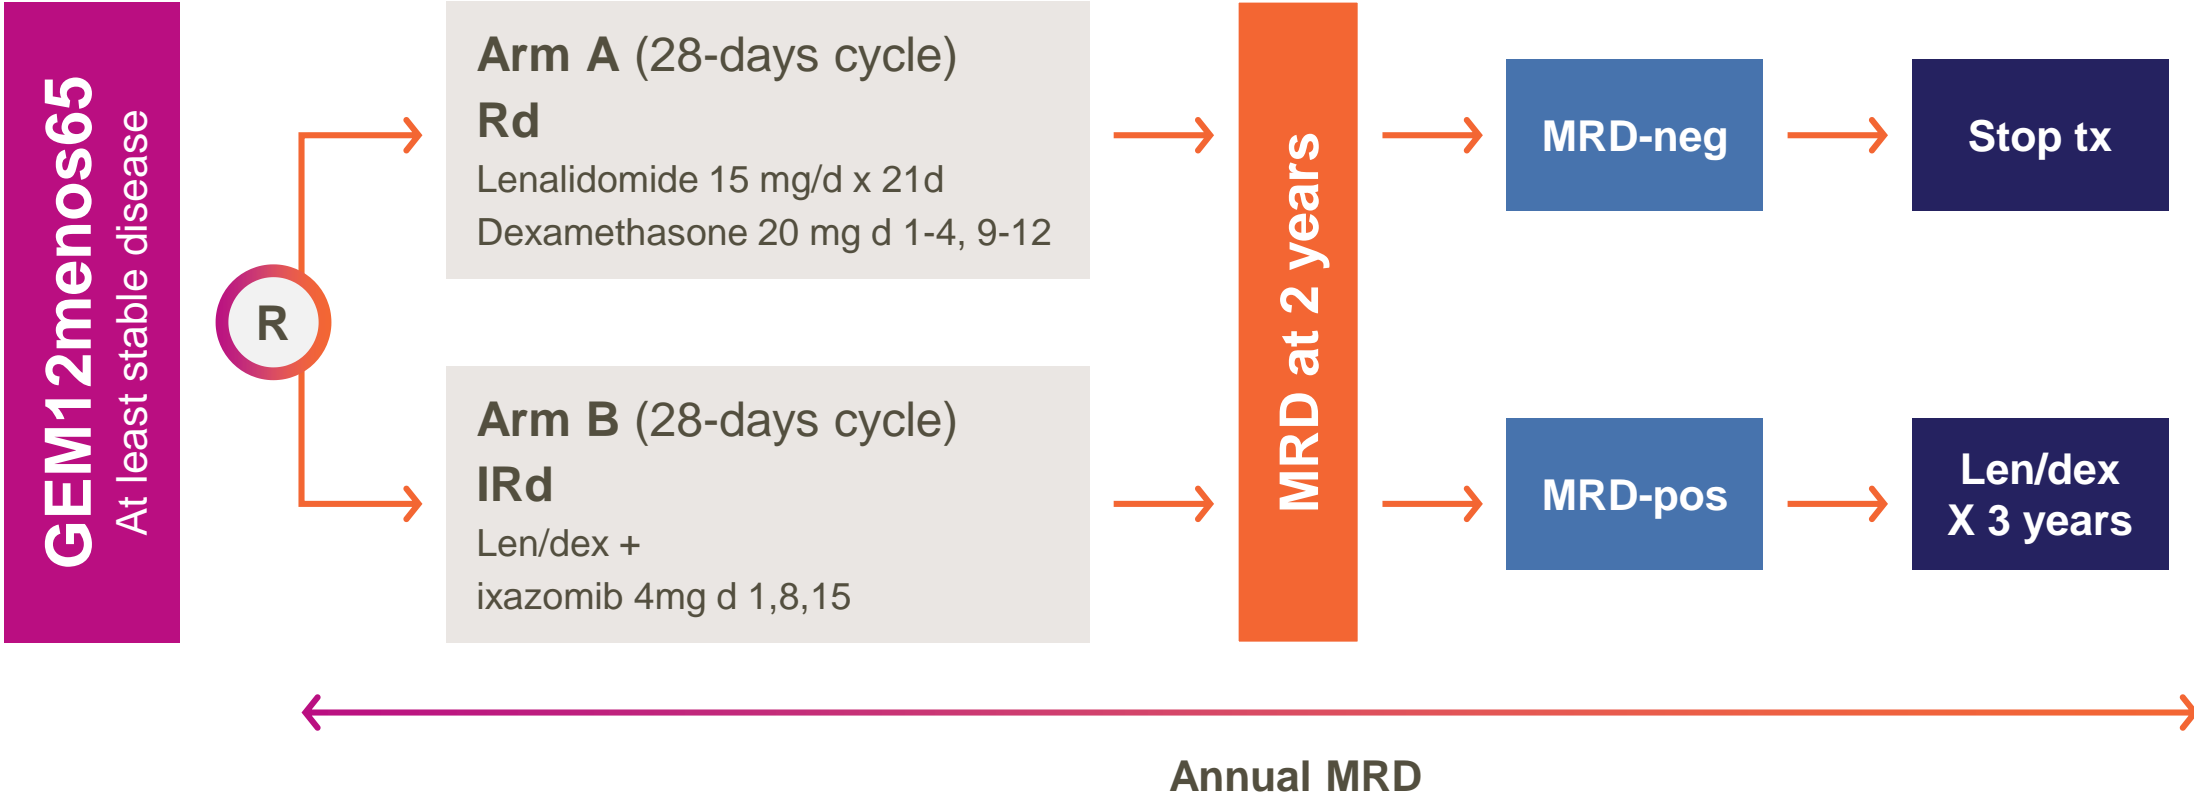 GEM12menos65
At least stable disease
R
Arm A (28-days cycle)
Rd
Lenalidomide 15 mg/d x 21d
Dexamethasone 20 mg d 1-4, 9-12
Arm B (28-days cycle)
IRd
Len/dex +
ixazomib 4mg d 1,8,15
MRD at 2 years
MRD-neg
Stop tx
MRD-pos
Len/dex
X 3 years
Annual MRD